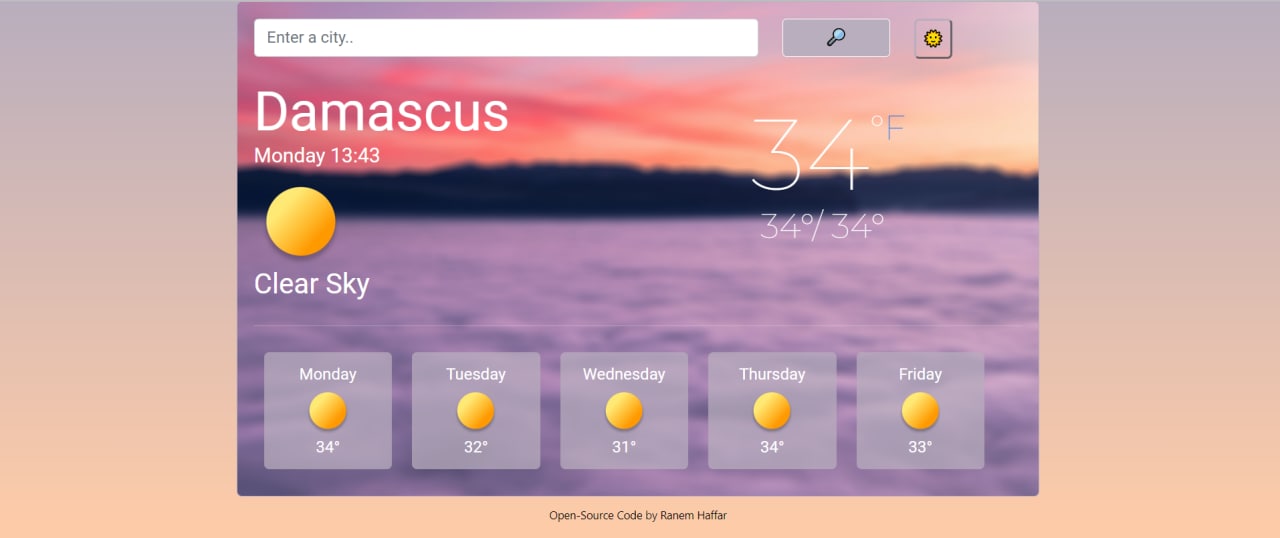 Enter a city..
Damascus
Monday 13:43
34°F
34°/ 34°
Clear Sky
Monday
34°
Tuesday
32°
Wednesday
31°
Thursday
34°
Friday
33°
Open-Source Code by Ranem Haffar